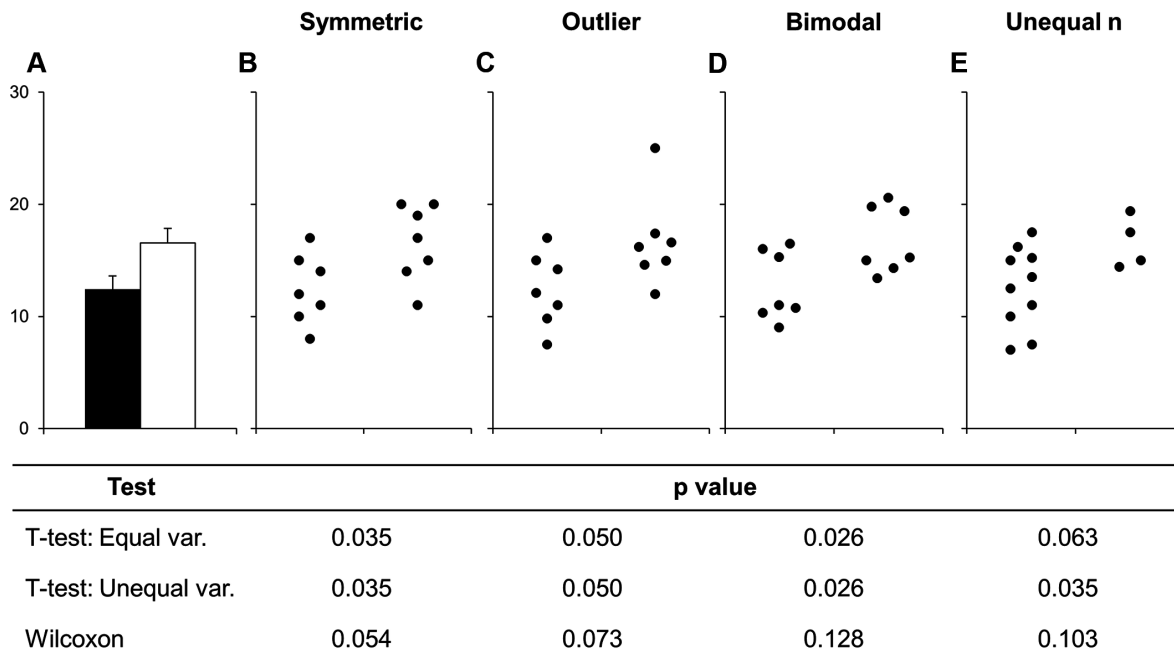 Symmetric Outlier Bimodal Unequal n
A B C D E
30
20
10
0
Test p value
T-test: Equal var. 0.035 0.050 0.026 0.063
T-test: Unequal var. 0.035 0.050 0.026 0.035
Wilcoxon 0.054 0.073 0.128 0.103